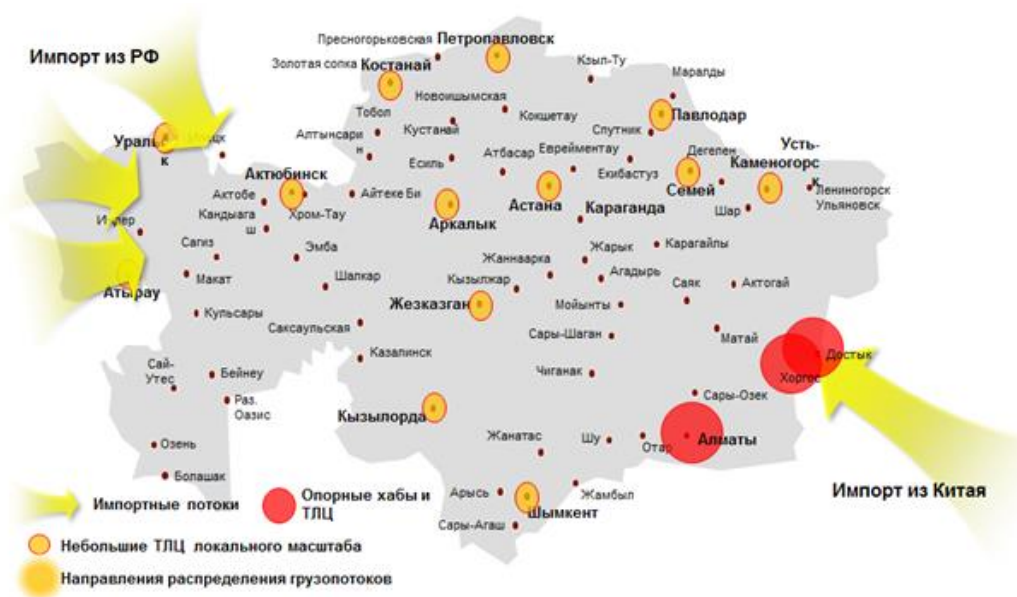 Импорт из РФ
Пресногорьковская
Петропавловск
Золотая сопка
Костанай
Кзыл-Ту
Маралды
Новоишимская
Тобол
Кокшетау
Павлодар
Кустанай
Спутник
Алтынсари
н
Ураль
к
Есиль
Атбасар
Ерейментау
Дегелен
Усть-
Каменогорс
к
Актюбинск
Екибастуз
Семей
Лениногорск
Ульяновск
Актобе
Айтеке Би
Хром-Тау
Кандыага
ш
Аркалык
Астана
Караганда
Шар
Сагиз
Эмба
Жарык
Карагайлы
Жаннаарка
Макат
Атырау
Шалкар
Кызылжар
Агадырь
Саяк
Актогай
Жезказган
Мойынты
Кульсары
Саксаульская
Сары-Шаган
Матай
Казалинск
Достык
Сай-
Утес
Бейнеу
Чиганак
Хоргос
Раз.
Оазис
Сары-Озек
Кызылорда
Озень
Жанатас
Шу
Отар
Алматы
Болашак
Арысь
Жамбыл
Шымкент
Сары-Агаш
Импорт из Китая
Импортные потоки
Опорные хабы и
ТЛЦ
Небольшие ТЛЦ локального масштаба
Направления распределения грузопотоков